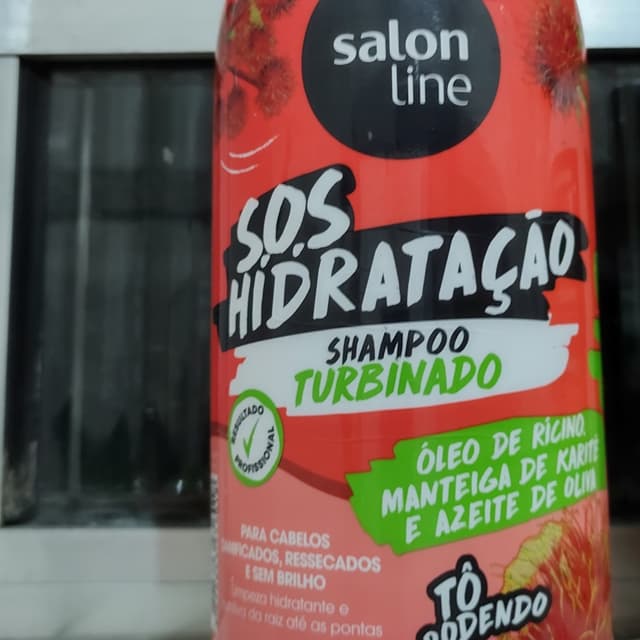 salon
line
S.O.S
HIDRATAÇÃO
SHAMPOO
TURBINADO
RESULTADO
PROFISSIONAL
ÓLEO DE RÍCINO,
MANTEIGA DE KARITÉ
E AZEITE DE OLIVA
PARA CABELOS
RESSECADOS
E SEM BRILHO
Limpeza hidratante e
da raiz até as pontas
TÔ